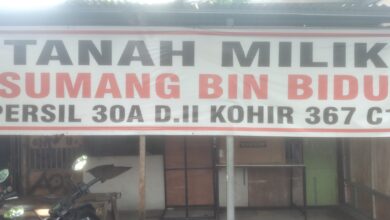 TANAH MILIK
SUMANG BIN BIDU
PERSIL 30A D.II KOHIR 367 C1